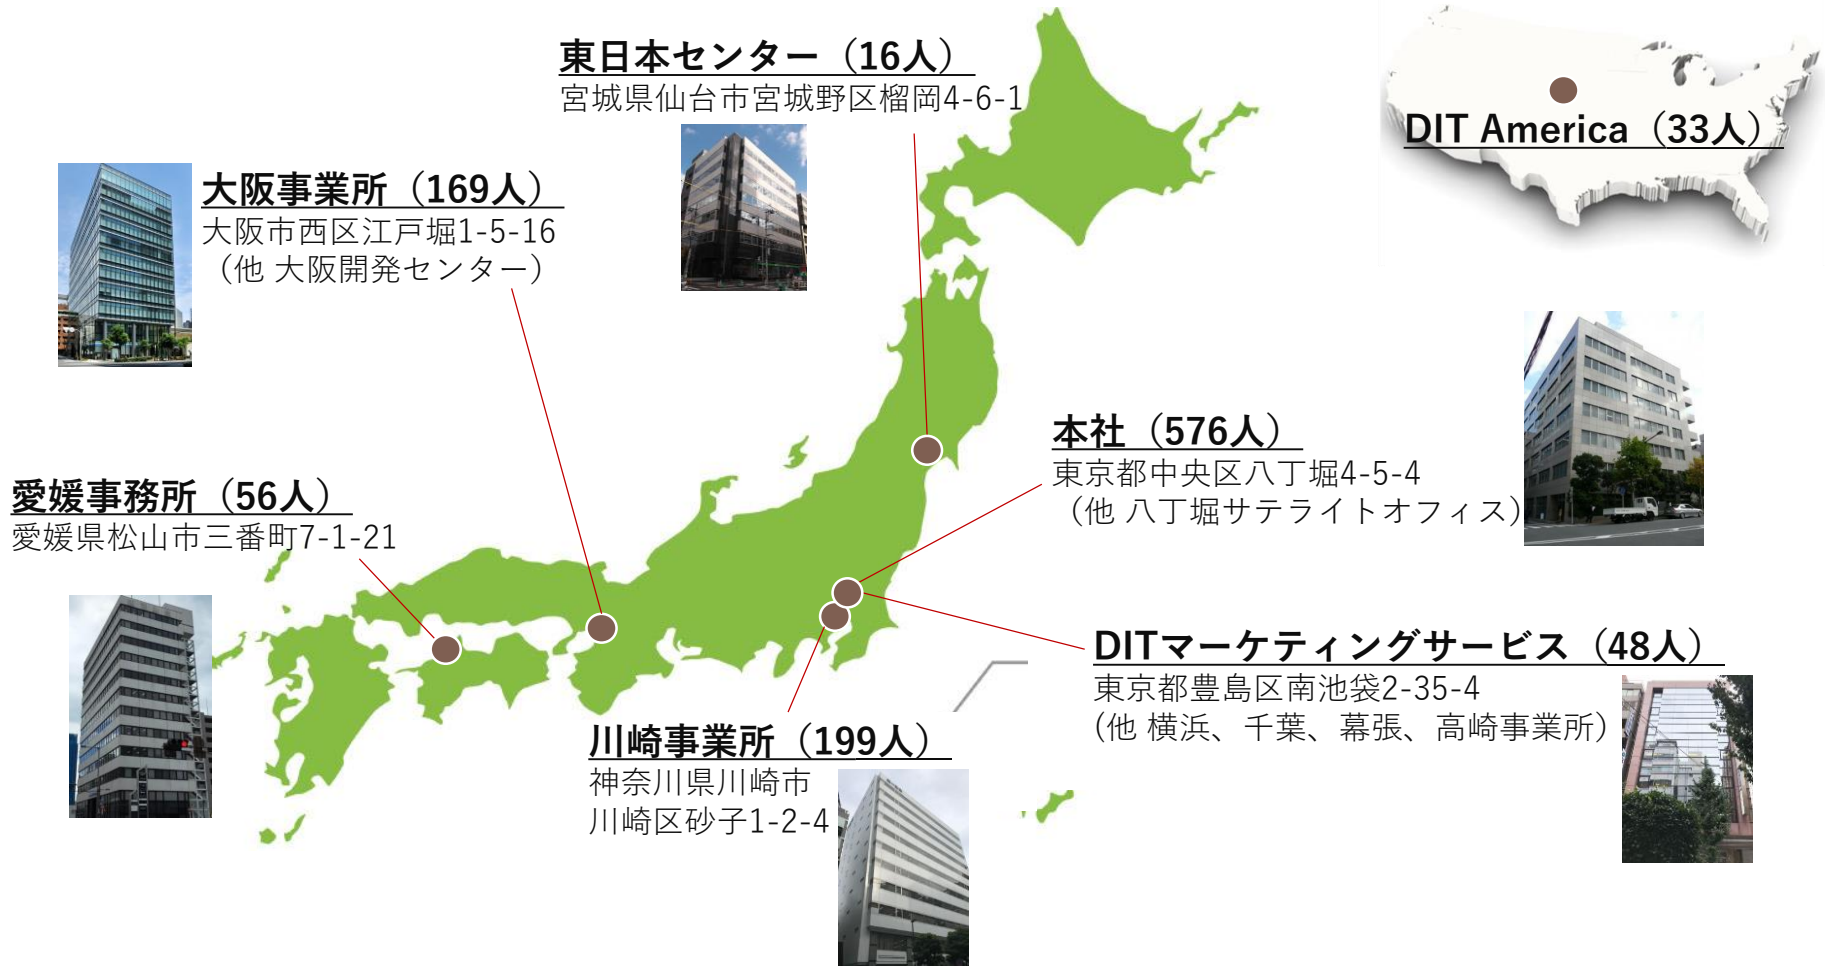 東日本センター（16人）
宮城県仙台市宮城野区榴岡4-6-1
DIT America（33人）
大阪事業所（169人）
大阪市西区江戸堀1-5-16
（他 大阪開発センター）
本社（576人）
東京都中央区八丁堀4-5-4
（他 八丁堀サテライトオフィス）
愛媛事務所（56人）
愛媛県松山市三番町7-1-21
DITマーケティングサービス（48人）
東京都豊島区南池袋2-35-4
(他 横浜、千葉、幕張、高崎事業所)
川崎事業所（199人）
神奈川県川崎市
川崎区砂子1-2-4